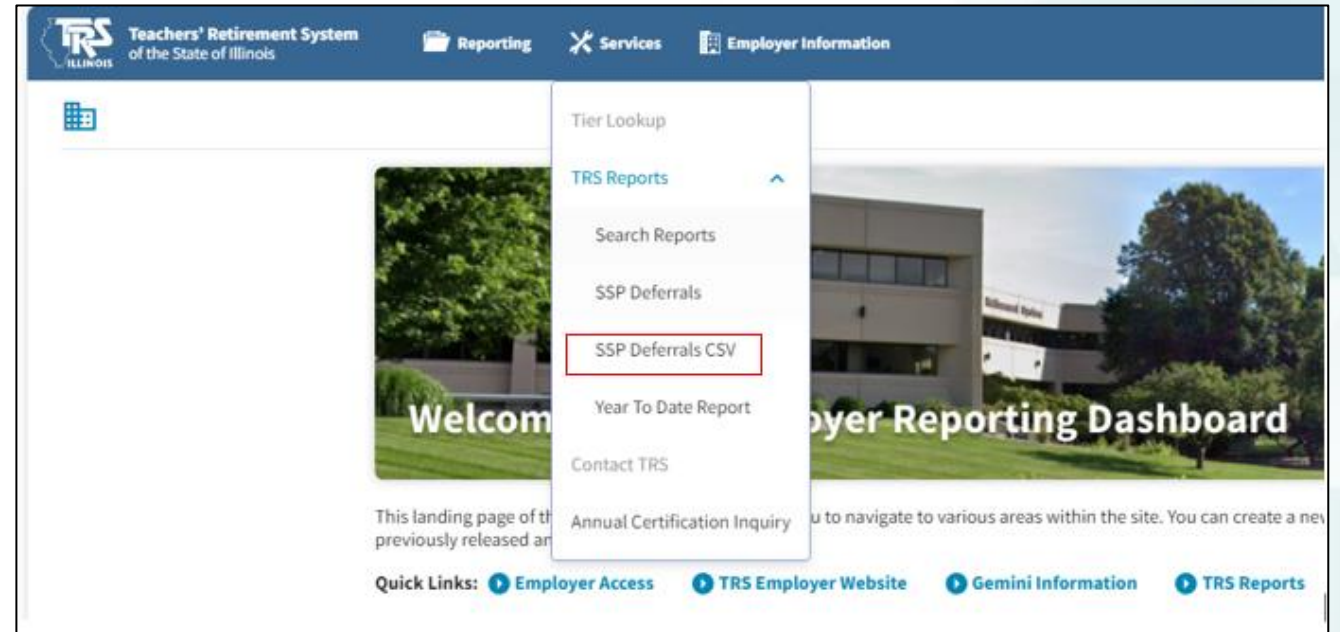 TRS
ILLINOIS
Teachers' Retirement System
of the State of Illinois
Reporting
Services
Employer Information
Tier Lookup
TRS Reports
Search Reports
SSP Deferrals
SSP Deferrals CSV
Year To Date Report
Contact TRS
Annual Certification Inquiry
Welcom
oyer Reporting Dashboard
This landing page of th
u to navigate to various areas within the site. You can create a new
previously released an
Quick Links: Employer Access TRS Employer Website Gemini Information TRS Reports